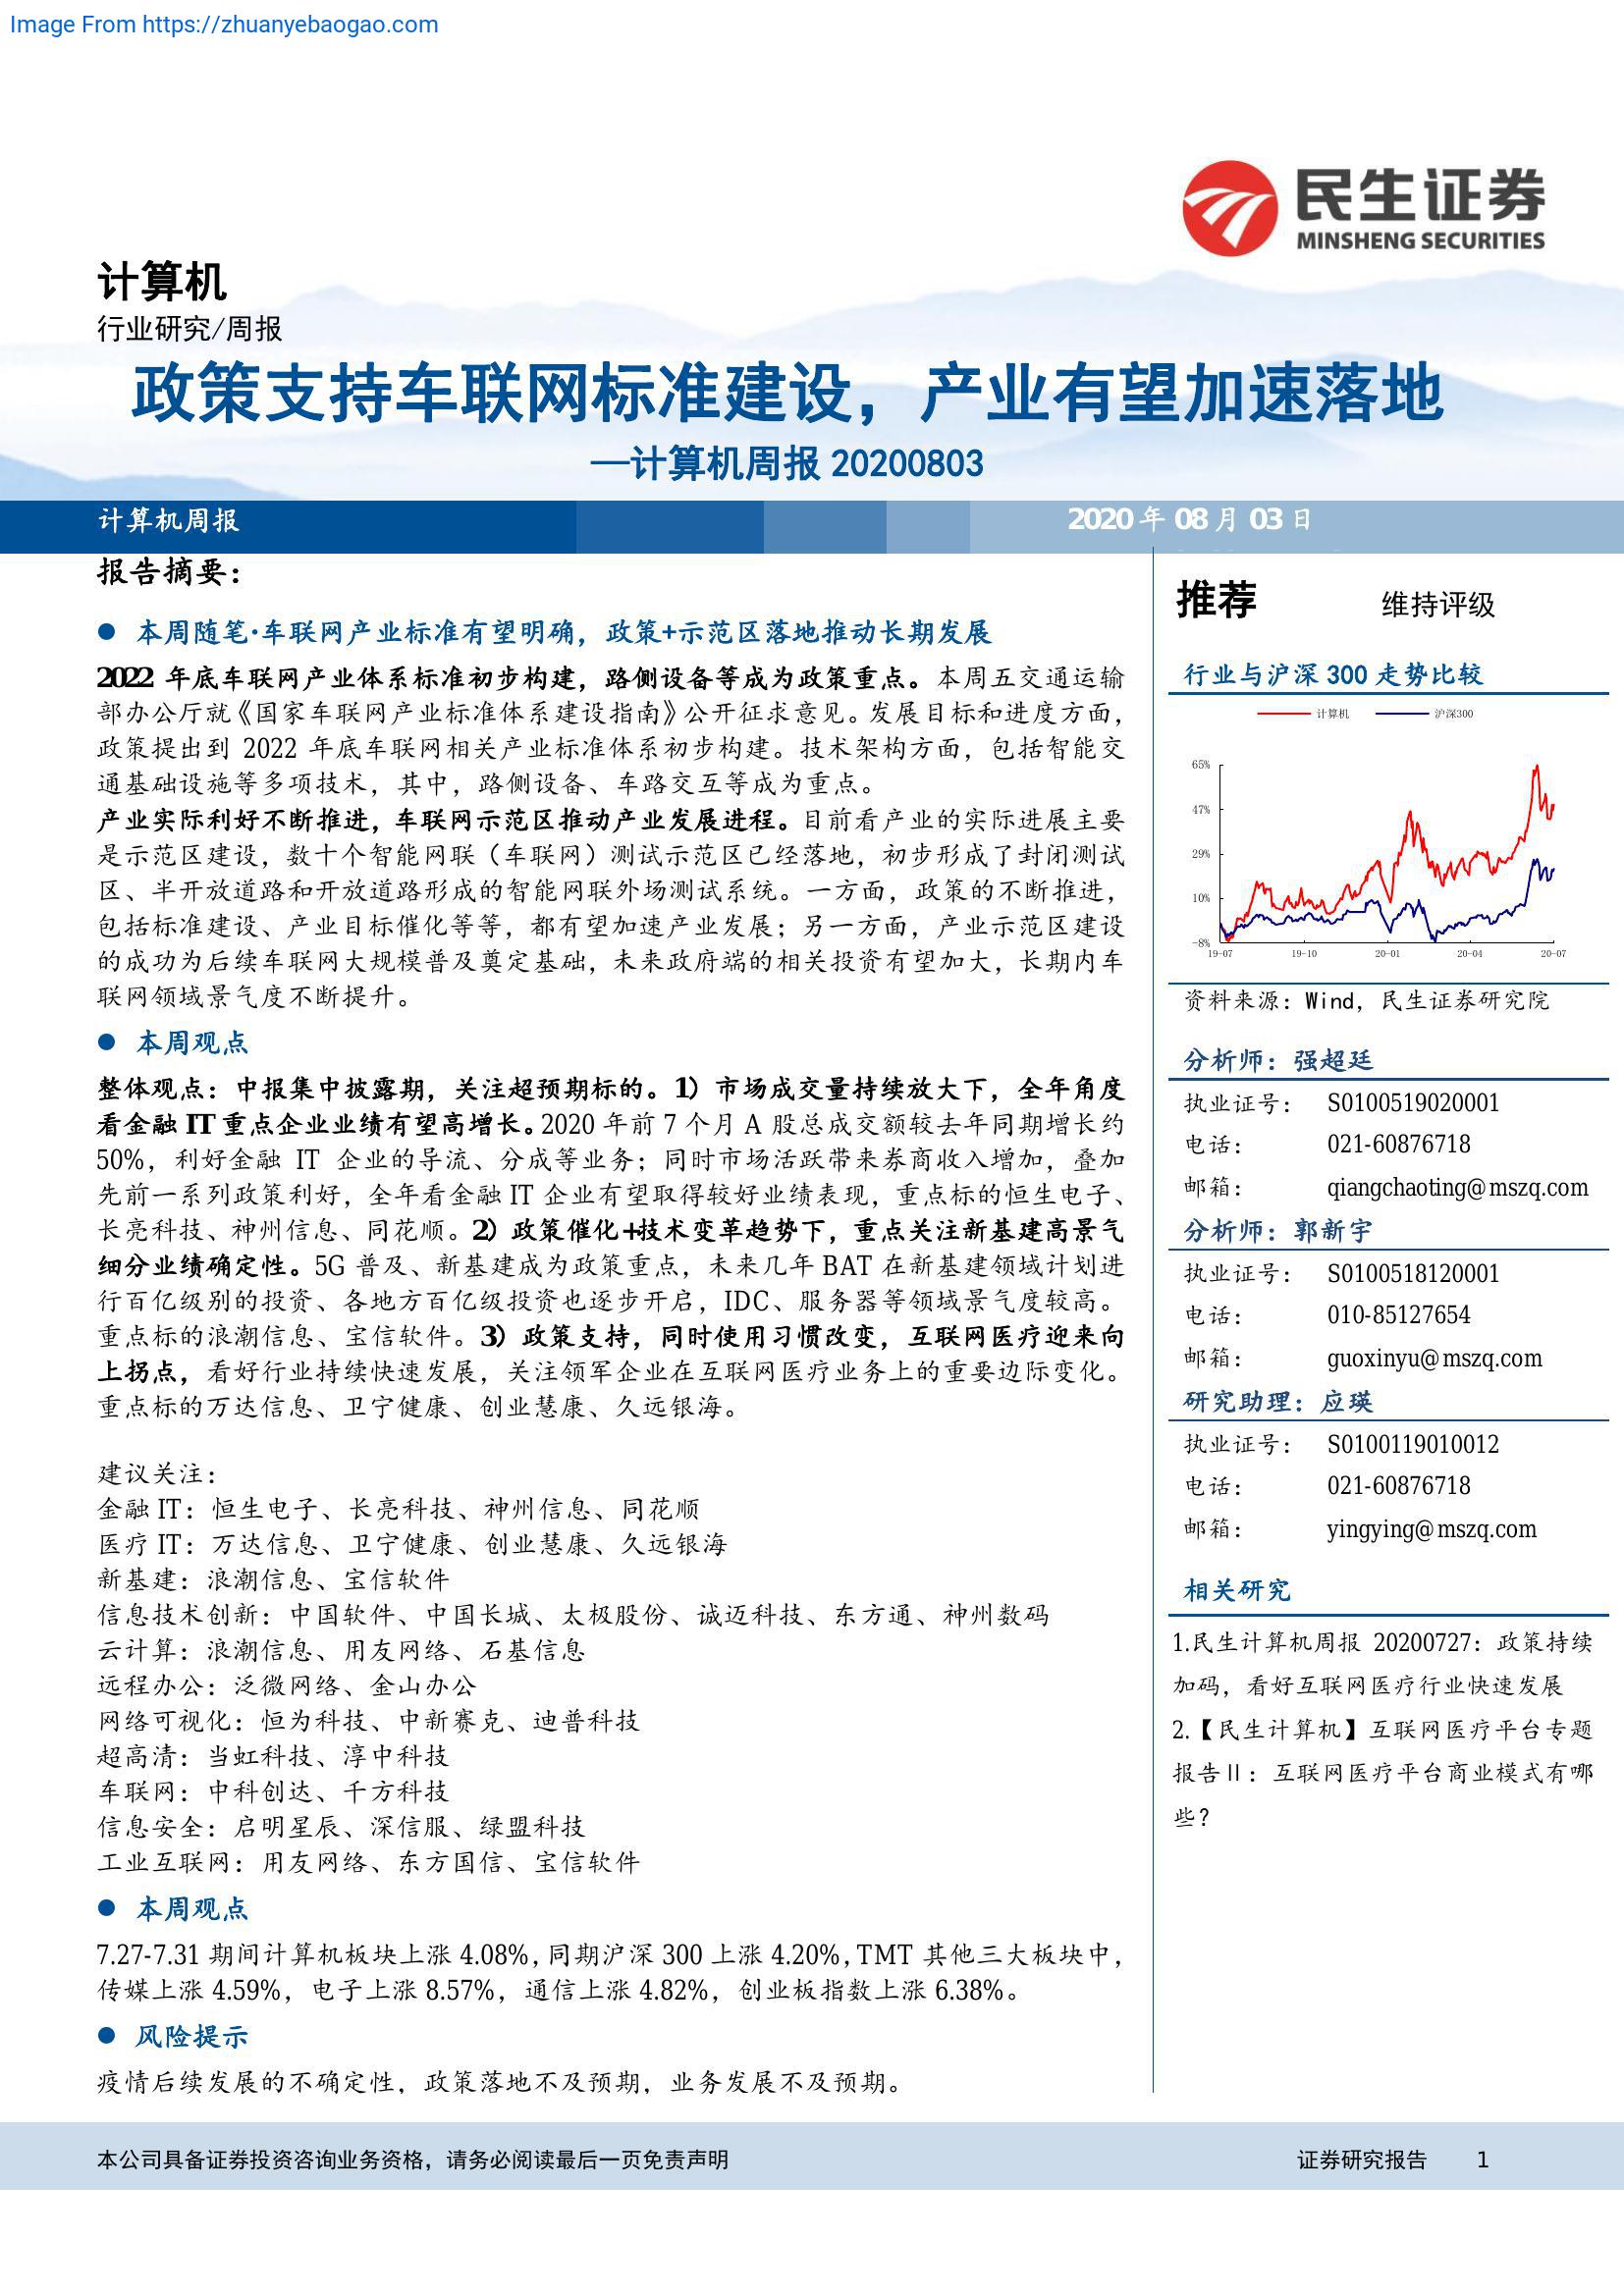 Image From https://zhuanyebaogao.com
民生证券
MINSHENG SECURITIES
计算机
行业研究/周报
政策支持车联网标准建设，产业有望加速落地
—计算机周报 20200803
计算机周报
2020 年 08 月 03 日
报告摘要：
● 本周随笔·车联网产业标准有望明确，政策+示范区落地推动长期发展
2022 年底车联网产业体系标准初步构建，路侧设备等成为政策重点。本周五交通运输
部办公厅就《国家车联网产业标准体系建设指南》公开征求意见。发展目标和进度方面，
政策提出到 2022 年底车联网相关产业标准体系初步构建。技术架构方面，包括智能交
通基础设施等多项技术，其中，路侧设备、车路交互等成为重点。
产业实际利好不断推进，车联网示范区推动产业发展进程。目前看产业的实际进展主要
是示范区建设，数十个智能网联（车联网）测试示范区已经落地，初步形成了封闭测试
区、半开放道路和开放道路形成的智能网联外场测试系统。一方面，政策的不断推进，
包括标准建设、产业目标催化等等，都有望加速产业发展；另一方面，产业示范区建设
的成功为后续车联网大规模普及奠定基础，未来政府端的相关投资有望加大，长期内车
联网领域景气度不断提升。
● 本周观点
整体观点：中报集中披露期，关注超预期标的。1）市场成交量持续放大下，全年角度
看金融 IT 重点企业业绩有望高增长。2020 年前 7 个月 A 股总成交额较去年同期增长约
50%，利好金融 IT 企业的导流、分成等业务；同时市场活跃带来券商收入增加，叠加
先前一系列政策利好，全年看金融 IT 企业有望取得较好业绩表现，重点标的恒生电子、
长亮科技、神州信息、同花顺。2）政策催化+技术变革趋势下，重点关注新基建高景气
细分业绩确定性。5G 普及、新基建成为政策重点，未来几年 BAT 在新基建领域计划进
行百亿级别的投资、各地方百亿级投资也逐步开启，IDC、服务器等领域景气度较高。
重点标的浪潮信息、宝信软件。3）政策支持，同时使用习惯改变，互联网医疗迎来向
上拐点，看好行业持续快速发展，关注领军企业在互联网医疗业务上的重要边际变化。
重点标的万达信息、卫宁健康、创业慧康、久远银海。
建议关注：
金融 IT：恒生电子、长亮科技、神州信息、同花顺
医疗 IT：万达信息、卫宁健康、创业慧康、久远银海
新基建：浪潮信息、宝信软件
信息技术创新：中国软件、中国长城、太极股份、诚迈科技、东方通、神州数码
云计算：浪潮信息、用友网络、石基信息
远程办公：泛微网络、金山办公
网络可视化：恒为科技、中新赛克、迪普科技
超高清：当虹科技、淳中科技
车联网：中科创达、千方科技
信息安全：启明星辰、深信服、绿盟科技
工业互联网：用友网络、东方国信、宝信软件
● 本周观点
7.27-7.31 期间计算机板块上涨 4.08%，同期沪深 300 上涨 4.20%，TMT 其他三大板块中，
传媒上涨 4.59%，电子上涨 8.57%，通信上涨 4.82%，创业板指数上涨 6.38%。
● 风险提示
疫情后续发展的不确定性，政策落地不及预期，业务发展不及预期。
推荐 维持评级
行业与沪深 300 走势比较
计算机 沪深300
65%
47%
29%
10%
-8%
19-07 19-10 20-01 20-04 20-07
资料来源：Wind，民生证券研究院
分析师：强超廷
执业证号： S0100519020001
电话： 021-60876718
邮箱： qiangchaoting@mszq.com
分析师：郭新宇
执业证号： S0100518120001
电话： 010-85127654
邮箱： guoxinyu@mszq.com
研究助理：应瑛
执业证号： S0100119010012
电话： 021-60876718
邮箱： yingying@mszq.com
相关研究
1.民生计算机周报 20200727：政策持续
加码，看好互联网医疗行业快速发展
2.【民生计算机】互联网医疗平台专题
报告Ⅱ：互联网医疗平台商业模式有哪
些？
本公司具备证券投资咨询业务资格，请务必阅读最后一页免责声明
证券研究报告 1